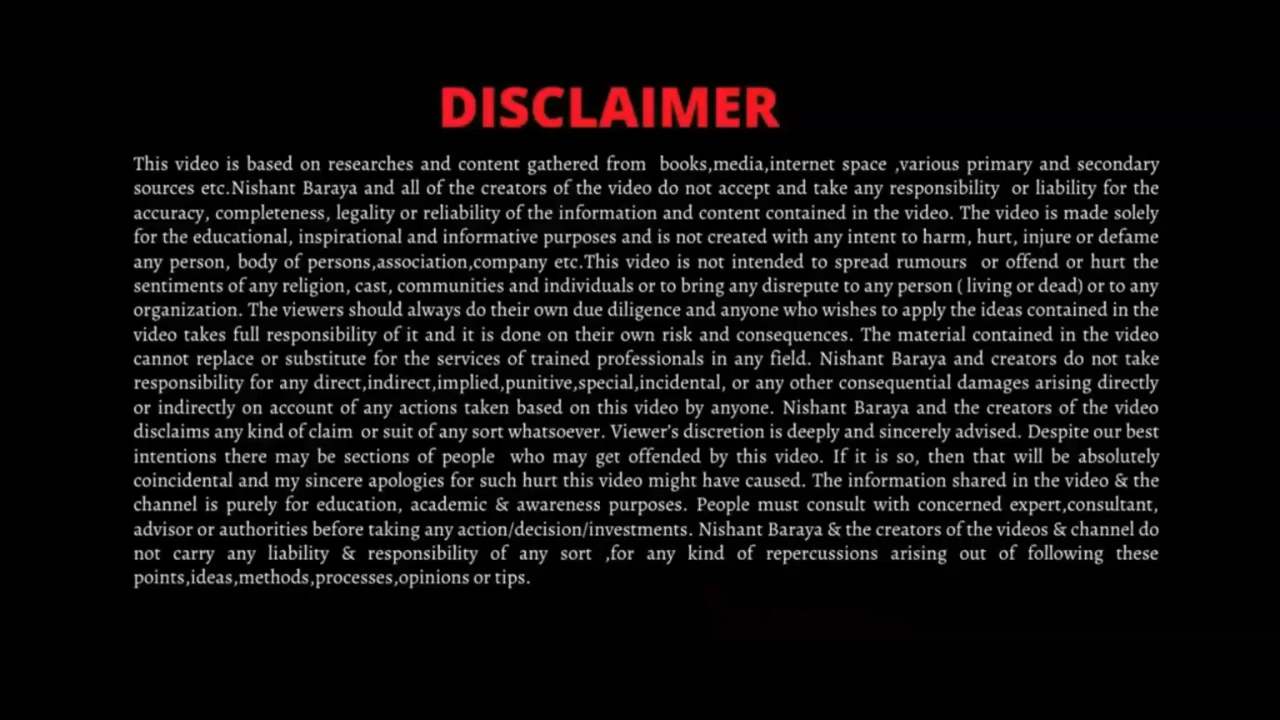 DISCLAIMER
This video is based on researches and content gathered from books,media,internet space ,various primary and secondary
sources etc.Nishant Baraya and all of the creators of the video do not accept and take any responsibility or liability for the
accuracy, completeness, legality or reliability of the information and content contained in the video. The video is made solely
for the educational, inspirational and informative purposes and is not created with any intent to harm, hurt, injure or defame
any person, body of persons,association,company etc.This video is not intended to spread rumours or offend or hurt the
sentiments of any religion, cast, communities and individuals or to bring any disrepute to any person ( living or dead) or to any
organization. The viewers should always do their own due diligence and anyone who wishes to apply the ideas contained in the
video takes full responsibility of it and it is done on their own risk and consequences. The material contained in the video
cannot replace or substitute for the services of trained professionals in any field. Nishant Baraya and creators do not take
responsibility for any direct,indirect,implied,punitive,special,incidental, or any other consequential damages arising directly
or indirectly on account of any actions taken based on this video by anyone. Nishant Baraya and the creators of the video
disclaims any kind of claim or suit of any sort whatsoever. Viewer's discretion is deeply and sincerely advised. Despite our best
intentions there may be sections of people who may get offended by this video. If it is so, then that will be absolutely
coincidental and my sincere apologies for such hurt this video might have caused. The information shared in the video & the
channel is purely for education, academic & awareness purposes. People must consult with concerned expert,consultant,
advisor or authorities before taking any action/decision/investments. Nishant Baraya & the creators of the videos & channel do
not carry any liability & responsibility of any sort ,for any kind of repercussions arising out of following these
points,ideas,methods,processes,opinions or tips.